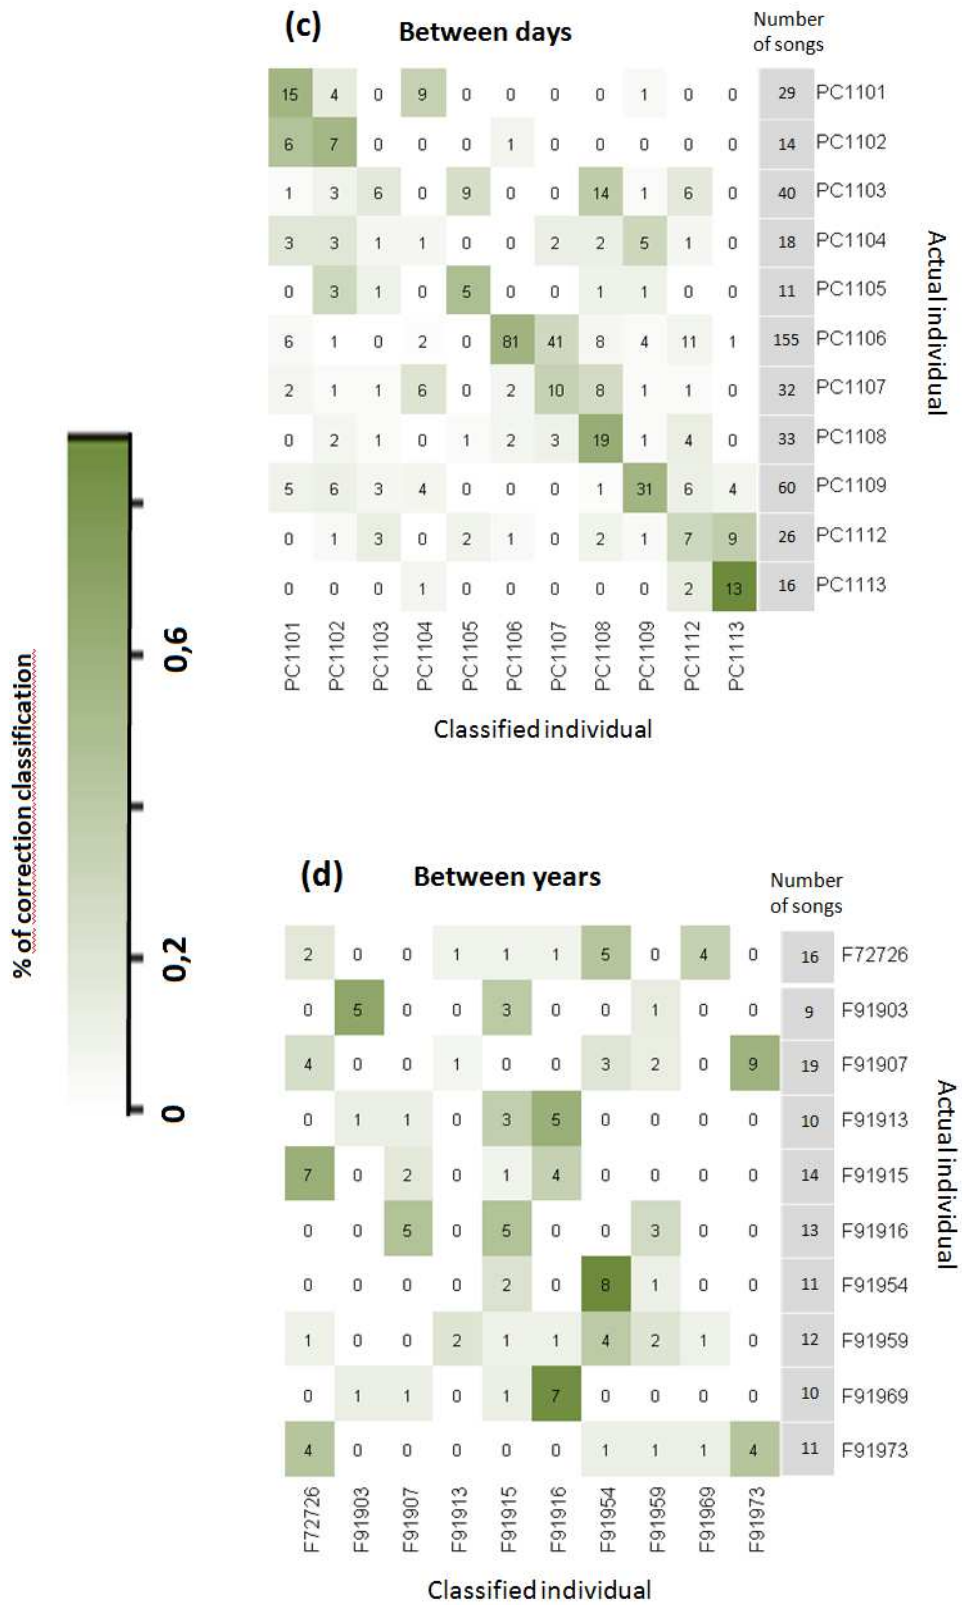 (c) Between days Number of songs
15 4 0 9 0 0 0 0 1 0 0 29 PC1101
6 7 0 0 0 1 0 0 0 0 0 14 PC1102
1 3 6 0 9 0 0 14 1 6 0 40 PC1103
3 3 1 1 0 0 2 2 5 1 0 18 PC1104
0 3 1 0 5 0 0 1 1 0 0 11 PC1105
6 1 0 2 0 81 41 8 4 11 1 155 PC1106
2 1 1 6 0 2 10 8 1 1 0 32 PC1107
0 2 1 0 1 2 3 19 1 4 0 33 PC1108
5 6 3 4 0 0 0 1 31 6 4 60 PC1109
0 1 3 0 2 1 0 2 1 7 9 26 PC1112
0 0 0 1 0 0 0 0 0 2 13 16 PC1113
PC1101 PC1102 PC1103 PC1104 PC1105 PC1106 PC1107 PC1108 PC1109 PC1112 PC1113
Classified individual
Actual individual
% of correction classification
0,6
0,2
0
(d) Between years Number of songs
2 0 0 1 1 1 5 0 4 0 16 F72726
0 5 0 0 3 0 0 1 0 0 9 F91903
4 0 0 1 0 0 3 2 0 9 19 F91907
0 1 1 0 3 5 0 0 0 0 10 F91913
7 0 2 0 1 4 0 0 0 0 14 F91915
0 0 5 0 5 0 0 3 0 0 13 F91916
0 0 0 0 2 0 8 1 0 0 11 F91954
1 0 0 2 1 1 4 2 1 0 12 F91959
0 1 1 0 1 7 0 0 0 0 10 F91969
4 0 0 0 0 0 1 1 1 4 11 F91973
F72726 F91903 F91907 F91913 F91915 F91916 F91954 F91959 F91969 F91973
Classified individual
Actual individual